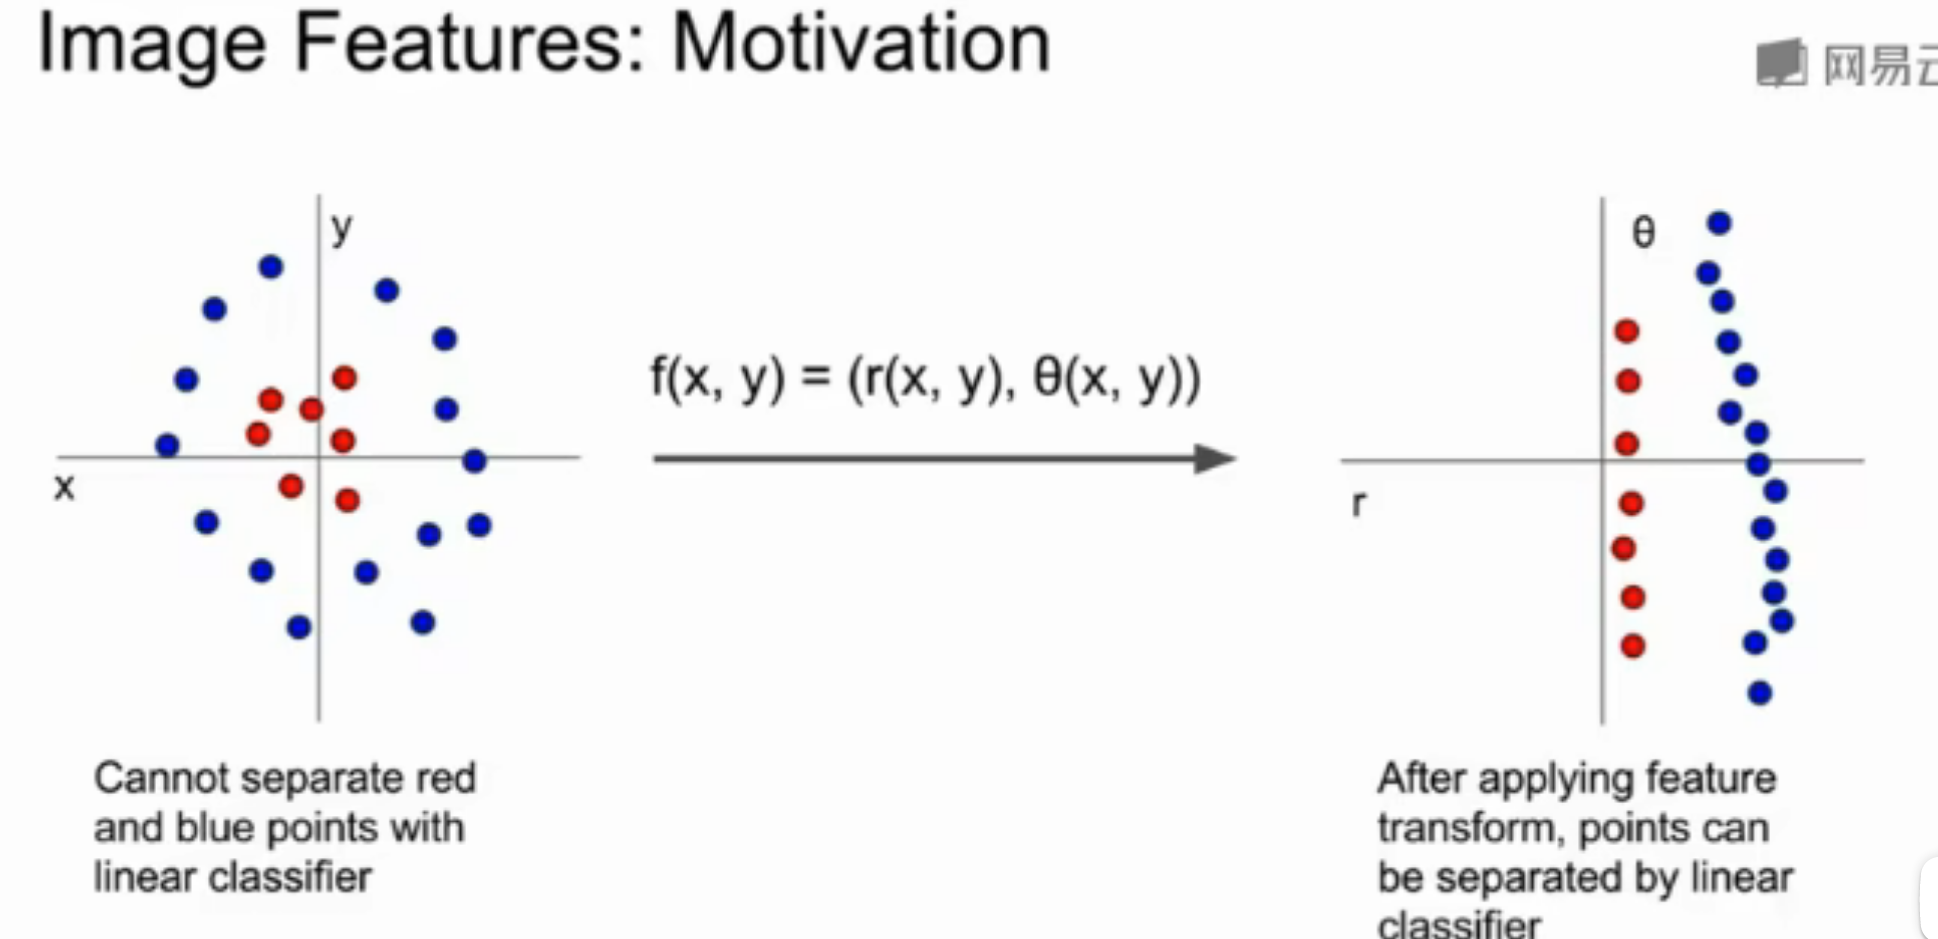 Image Features: Motivation
网易云
y
x
f(x, y) = (r(x, y), θ(x, y))
θ
r
Cannot separate red
and blue points with
linear classifier
After applying feature
transform, points can
be separated by linear
classifier